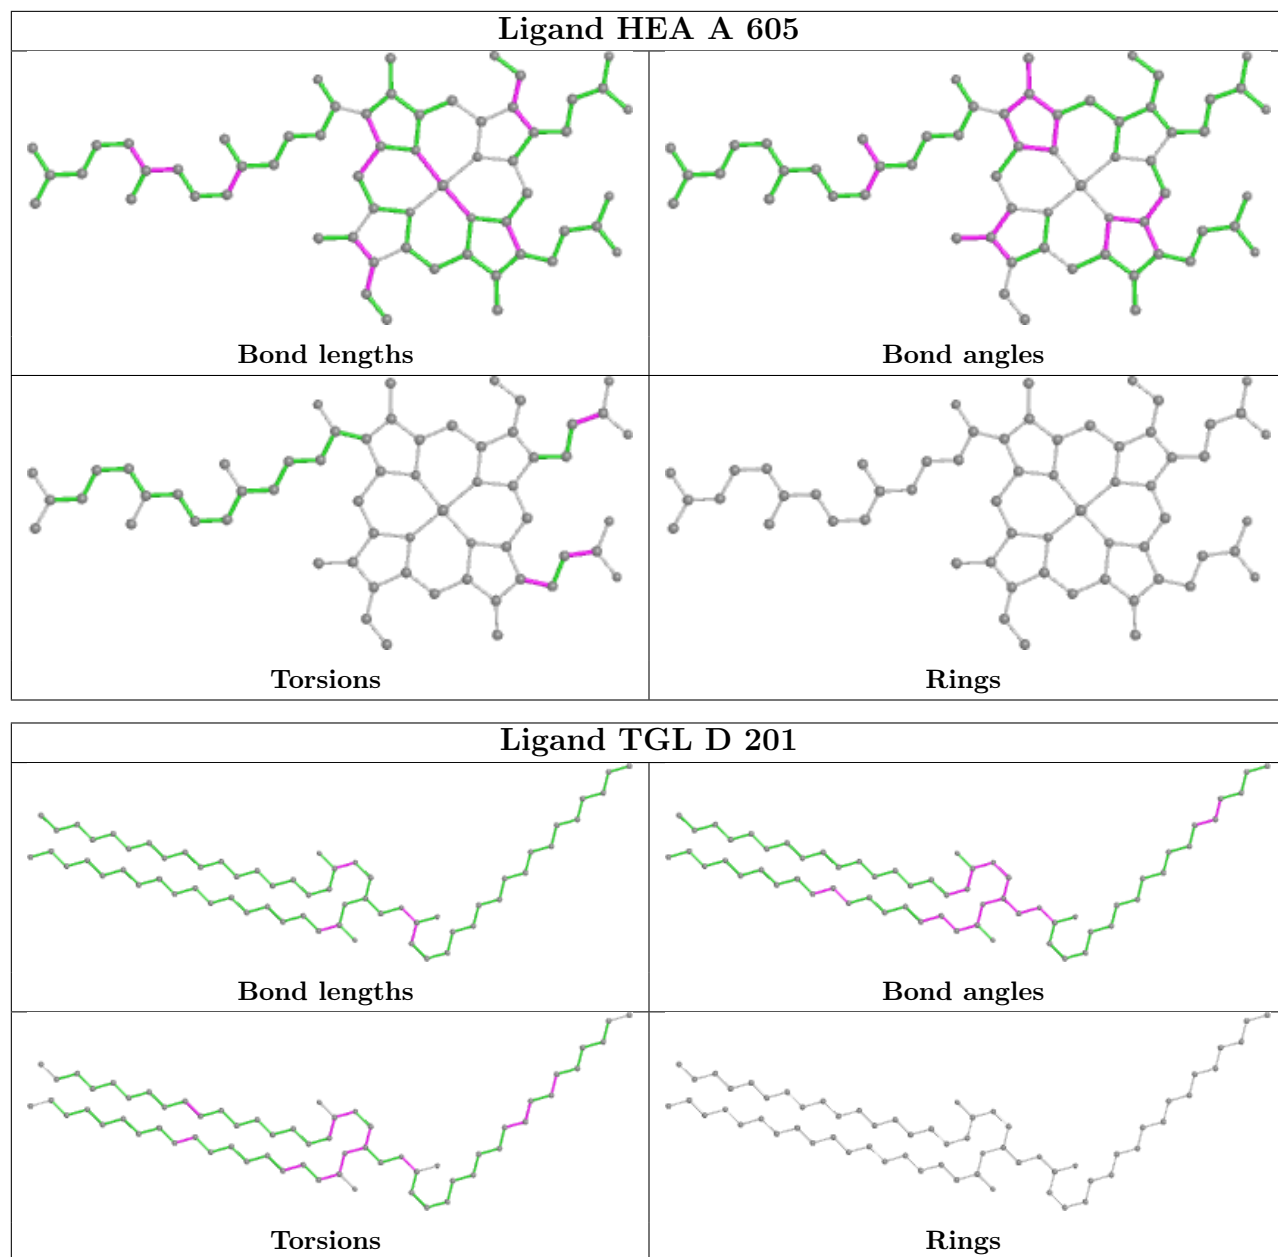 Ligand HEA A 605
Bond lengths
Bond angles
Torsions
Rings
Ligand TGL D 201
Bond lengths
Bond angles
Torsions
Rings